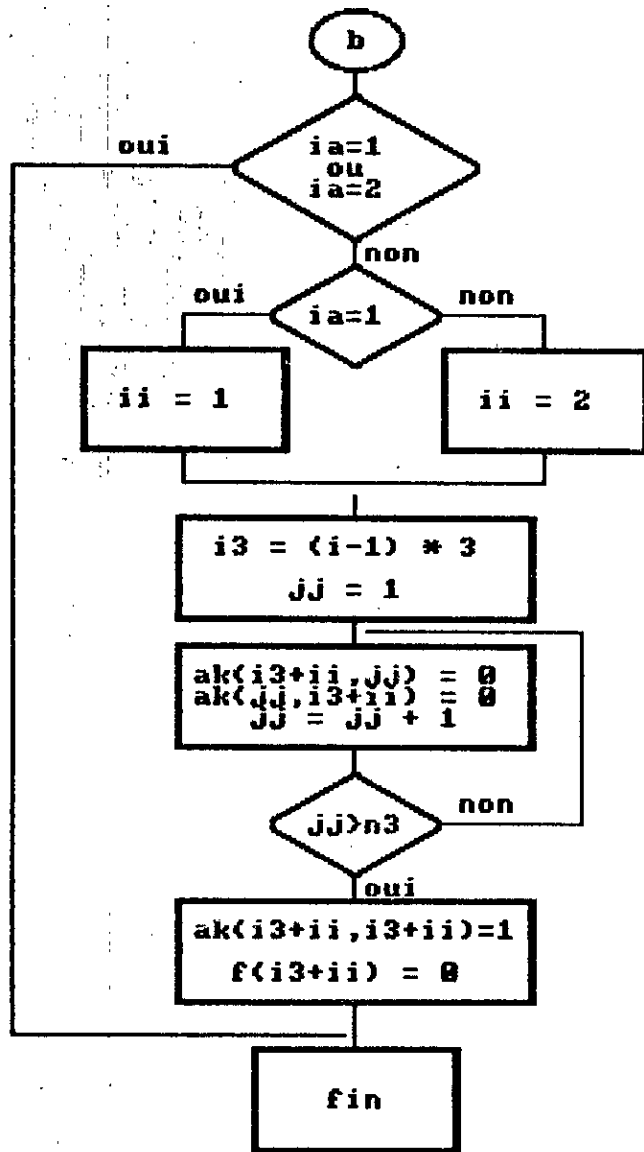 b
ia=1
oui
ou
ia=2
non
oui
non
ia=1
ii = 1
ii = 2
i3 = (i-1) * 3
jj = 1
ak(i3+ii,jj) = 0
ak(jj,i3+ii) = 0
jj = jj + 1
non
jj>n3
oui
ak(i3+ii,i3+ii)=1
f(i3+ii) = 0
fin